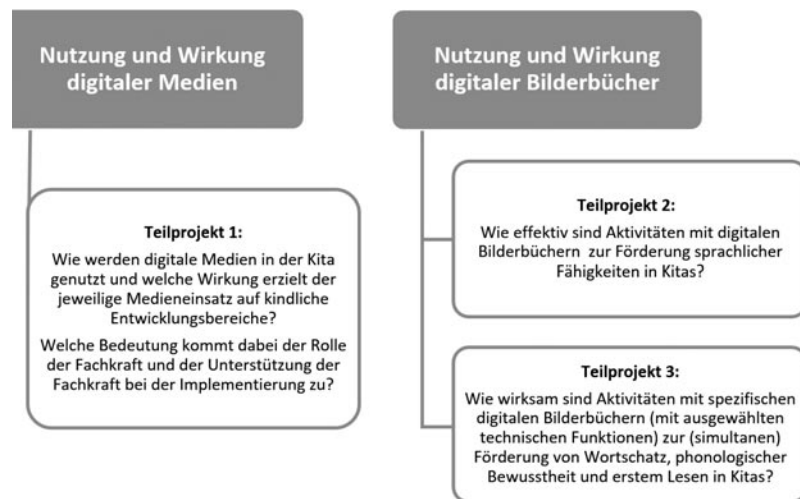 Nutzung und Wirkung
digitaler Medien
Teilprojekt 1:
Wie werden digitale Medien in der Kita
genutzt und welche Wirkung erzielt der
jeweilige Medieneinsatz auf kindliche
Entwicklungsbereiche?
Welche Bedeutung kommt dabei der Rolle
der Fachkraft und der Unterstützung der
Fachkraft bei der Implementierung zu?
Nutzung und Wirkung
digitaler Bilderbücher
Teilprojekt 2:
Wie effektiv sind Aktivitäten mit digitalen
Bilderbüchern zur Förderung sprachlicher
Fähigkeiten in Kitas?
Teilprojekt 3:
Wie wirksam sind Aktivitäten mit spezifischen
digitalen Bilderbüchern (mit ausgewählten
technischen Funktionen) zur (simultanen)
Förderung von Wortschatz, phonologischer
Bewusstheit und erstem Lesen in Kitas?